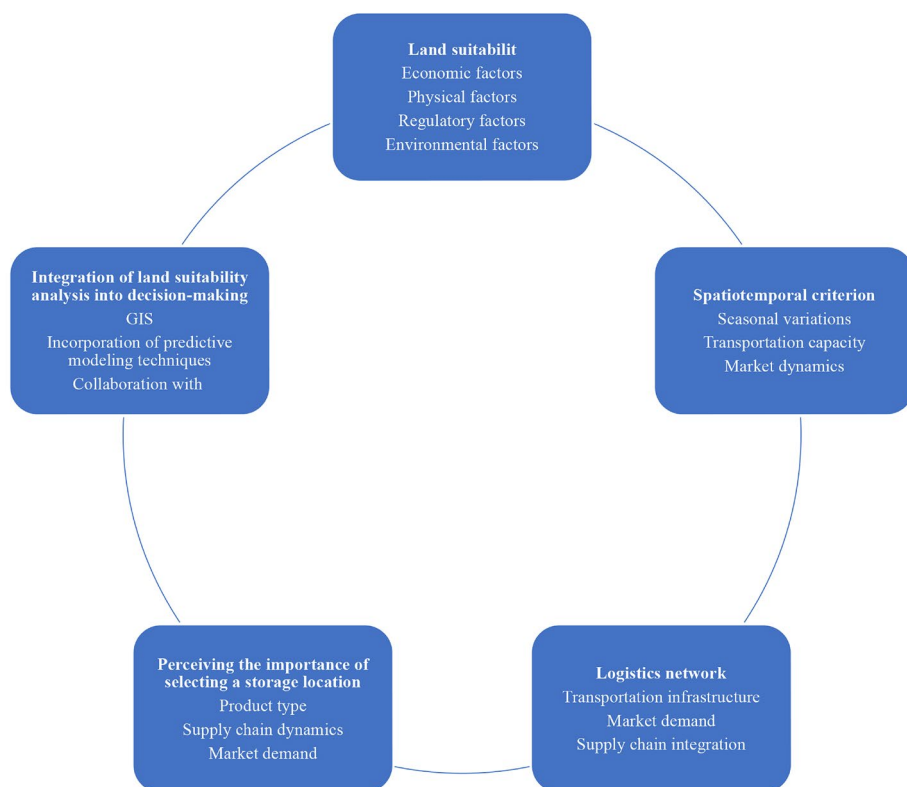 Land suitabilit
Economic factors
Physical factors
Regulatory factors
Environmental factors
Integration of land suitability
analysis into decision-making
GIS
Incorporation of predictive
modeling techniques
Collaboration with
Spatiotemporal criterion
Seasonal variations
Transportation capacity
Market dynamics
Perceiving the importance of
selecting a storage location
Product type
Supply chain dynamics
Market demand
Logistics network
Transportation infrastructure
Market demand
Supply chain integration